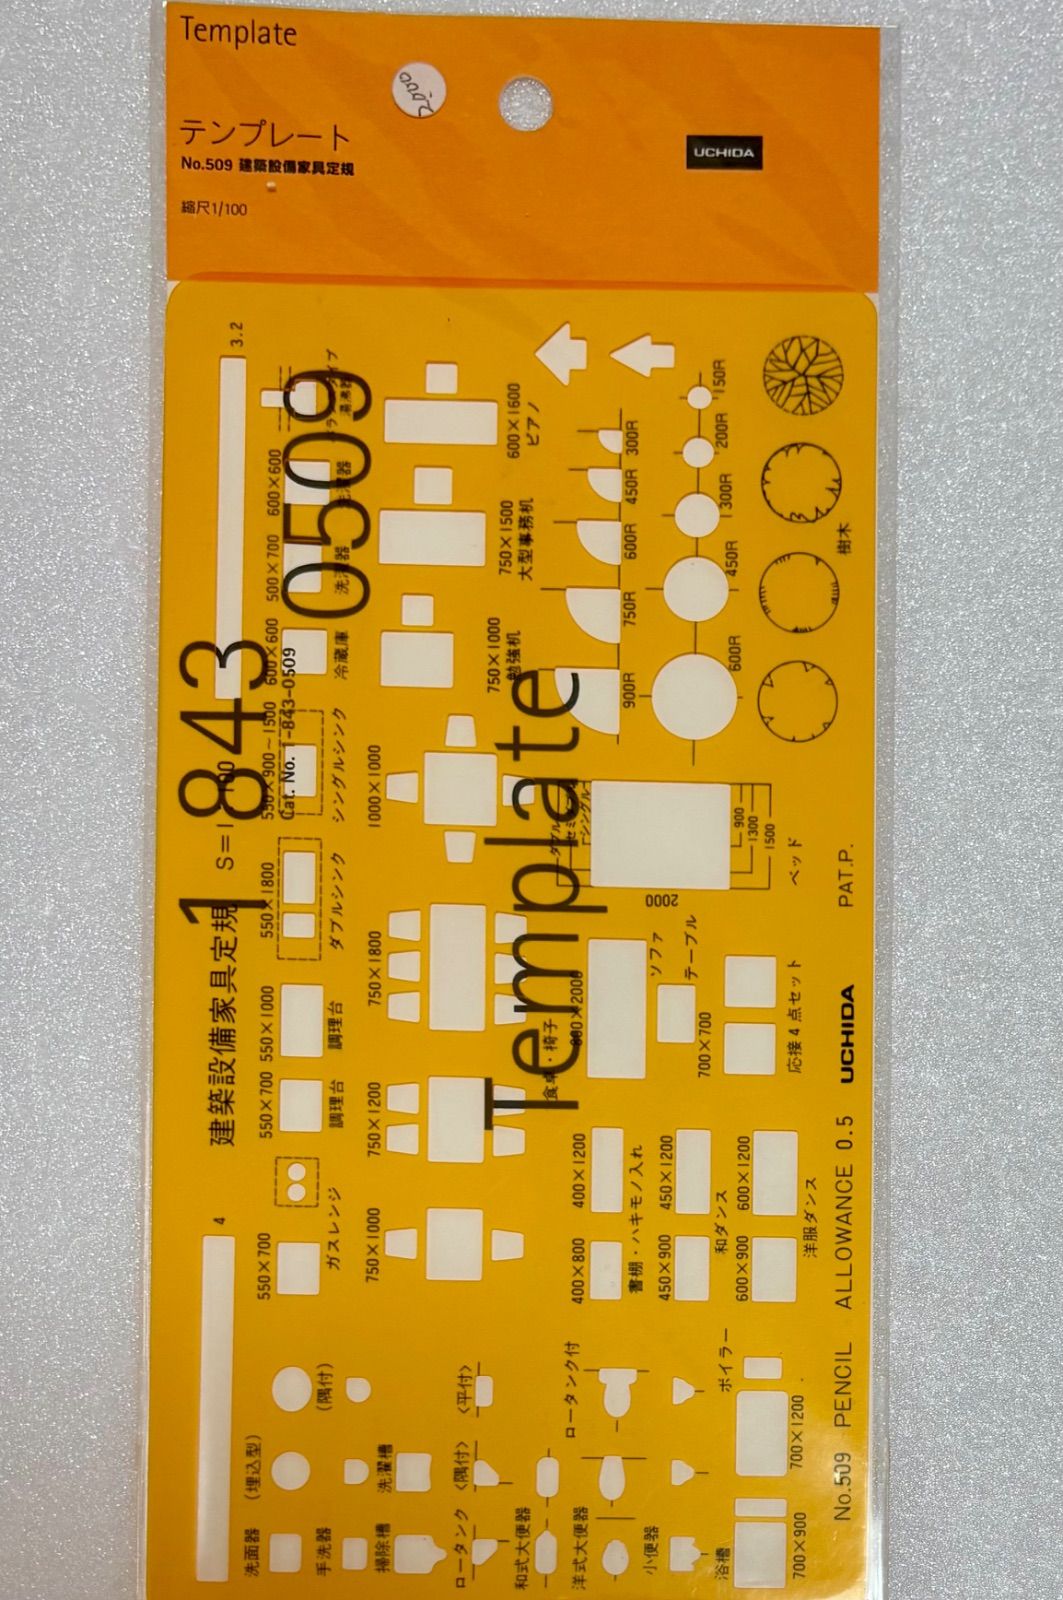 Template
2.000
テンプレート
No.509 建築設備家具定規
縮尺1/100
UCHIDA
1 843 0509
Template
Cat. No. 1-843-0509
4
建築設備家具定規 S=1:100
3.2
550×700
ガスレンジ
550×700
調理台
550×1000
調理台
550×1800
ダブルシンク
550×900~1500
シングルシンク
600×600
冷蔵庫
500×700
600×600
湯沸器
750×1000
750×1200
750×1800
1000×1000
食卓・椅子
750×1000
勉強机
750×1500
大型事務机
600×1600
ピアノ
洗面器
(埋込型)
(隅付)
手洗器
掃除槽
洗濯槽
ロータンク
<隅付>
<平付>
和式大便器
洋式大便器
ロータンク付
小便器
浴槽
ボイラー
700×900
700×1200
400×800
400×1200
書棚・ハキモノ入れ
450×900
450×1200
和ダンス
600×900
600×1200
洋服ダンス
800×2000
ソファ
テーブル
700×700
応接4点セット
ダブル
シングル
2000
900
1300
1500
ベッド
900R
750R
600R
450R
300R
600R
450R
300R
200R
150R
樹木
No.509 PENCIL ALLOWANCE 0.5 UCHIDA PAT.P.